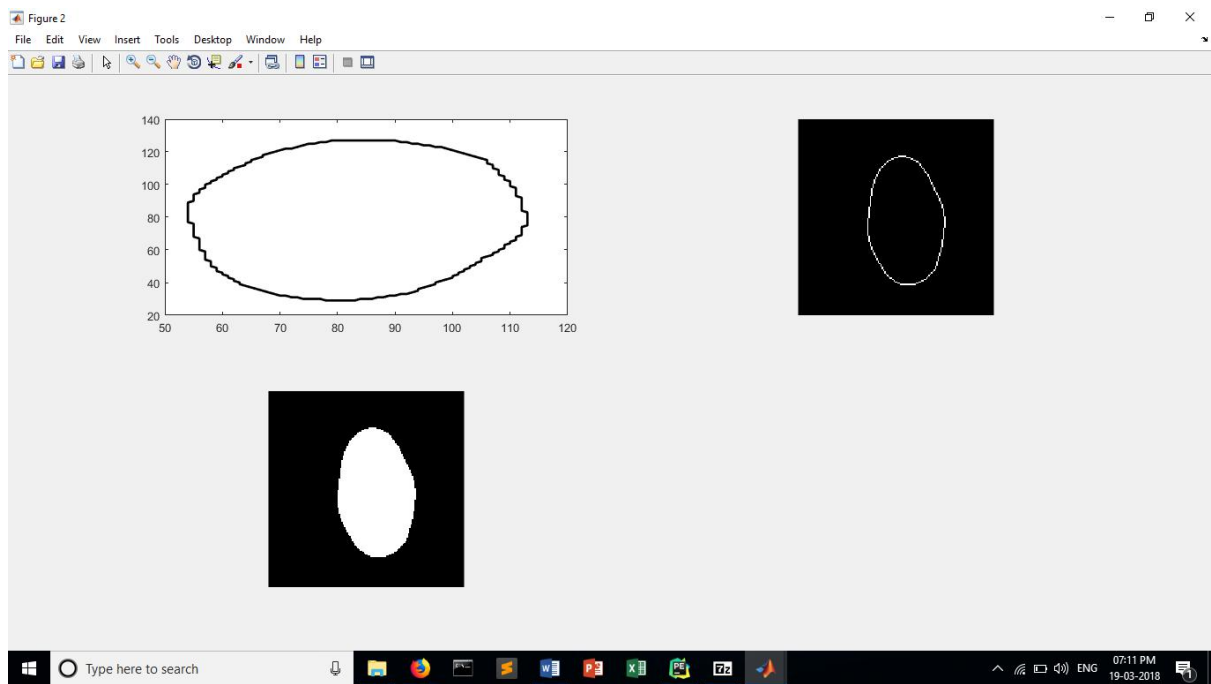 Figure 2
File Edit View Insert Tools Desktop Window Help
140
120
100
80
60
40
20
50 60 70 80 90 100 110 120
Type here to search
ENG
07:11 PM
19-03-2018